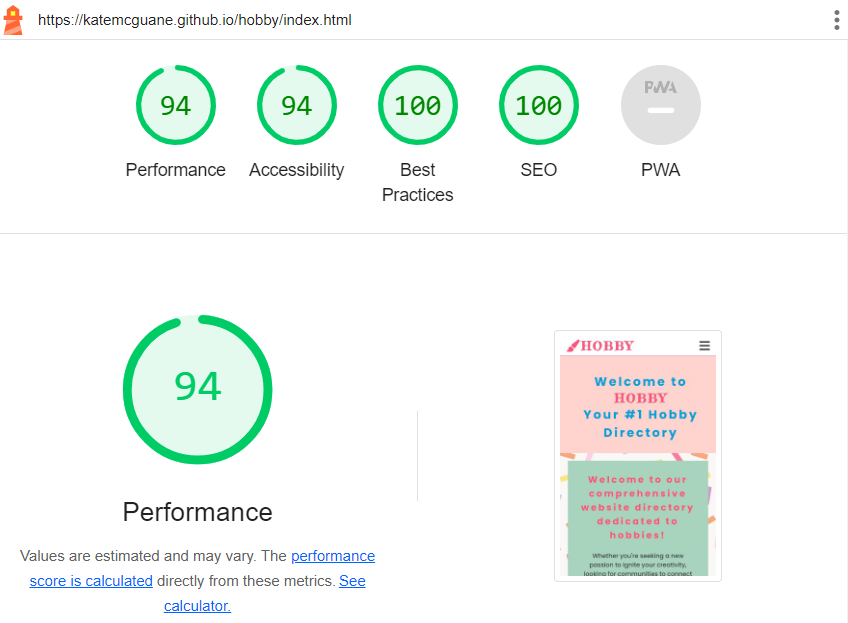 https://katemcguane.github.io/hobby/index.html
94
94
100
100
PWA
Performance
Accessibility
Best
Practices
SEO
PWA
94
Performance
Values are estimated and may vary. The performance
score is calculated directly from these metrics. See
calculator.
HOBBY
Welcome to
HOBBY
Your #1 Hobby
Directory
Welcome to our
comprehensive
website directory
dedicated to
hobbies!
Whether you're seeking a new
passion to ignite your creativity,
looking for communities to connect